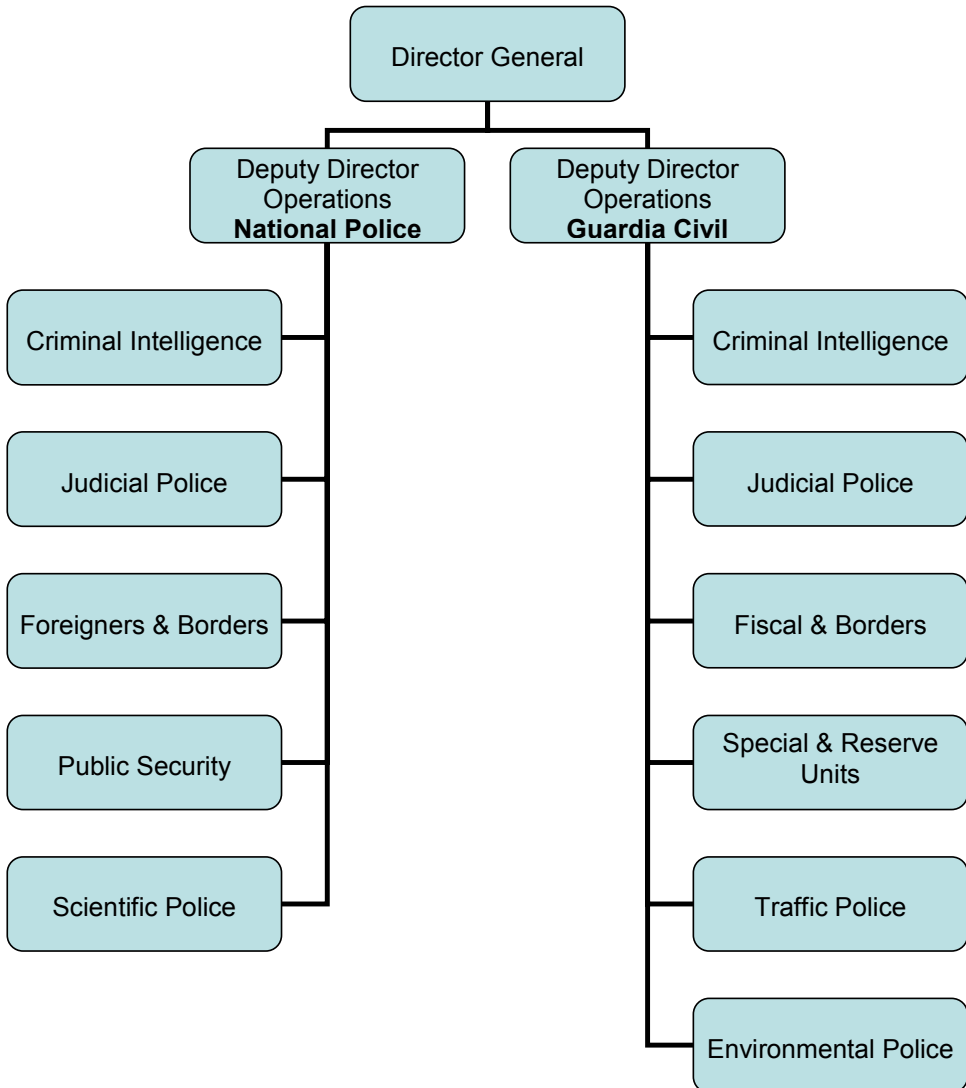 Director General
Deputy Director
Operations
National Police
Deputy Director
Operations
Guardia Civil
Criminal Intelligence
Judicial Police
Foreigners & Borders
Public Security
Scientific Police
Criminal Intelligence
Judicial Police
Fiscal & Borders
Special & Reserve
Units
Traffic Police
Environmental Police